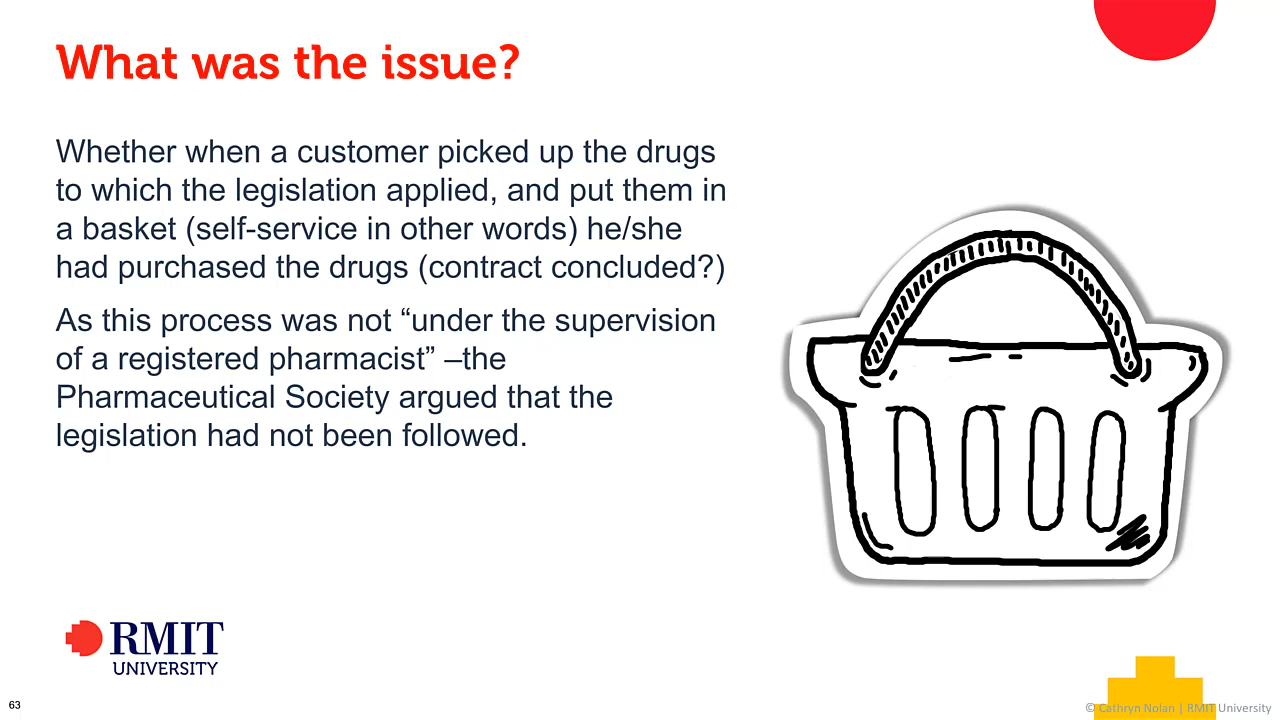 What was the issue?
Whether when a customer picked up the drugs
to which the legislation applied, and put them in
a basket (self-service in other words) he/she
had purchased the drugs (contract concluded?)
As this process was not “under the supervision
of a registered pharmacist” –the
Pharmaceutical Society argued that the
legislation had not been followed.
RMIT
UNIVERSITY
63
© Cathryn Nolan | RMIT University